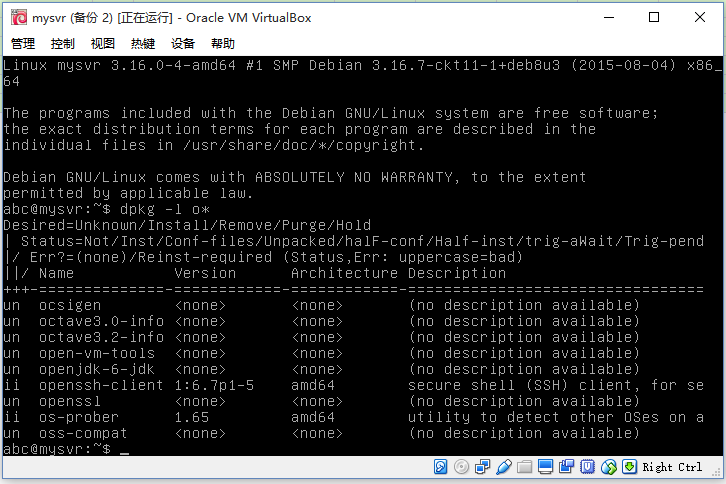 mysvr (备份 2) [正在运行] - Oracle VM VirtualBox
管理 控制 视图 热键 设备 帮助
Linux mysvr 3.16.0-4-amd64 #1 SMP Debian 3.16.7-ckt11-1+deb8u3 (2015-08-04) x86_
64
The programs included with the Debian GNU/Linux system are free software;
the exact distribution terms for each program are described in the
individual files in /usr/share/doc/*/copyright.
Debian GNU/Linux comes with ABSOLUTELY NO WARRANTY, to the extent
permitted by applicable law.
abc@mysvr:~$ dpkg -l o*
Desired=Unknown/Install/Remove/Purge/Hold
| Status=Not/Inst/Conf-files/Unpacked/halF-conf/Half-inst/trig-aWait/Trig-pend
|/ Err?=(none)/Reinst-required (Status,Err: uppercase=bad)
||/ Name Version Architecture Description
+++-==============-============-============-=================================
un ocsigen <none> <none> (no description available)
un octave3.0-info <none> <none> (no description available)
un octave3.2-info <none> <none> (no description available)
un open-vm-tools <none> <none> (no description available)
un openjdk-6-jdk <none> <none> (no description available)
ii openssh-client 1:6.7p1-5 amd64 secure shell (SSH) client, for se
un openssl <none> <none> (no description available)
ii os-prober 1.65 amd64 utility to detect other OSes on a
un oss-compat <none> <none> (no description available)
abc@mysvr:~$ _
Right Ctrl